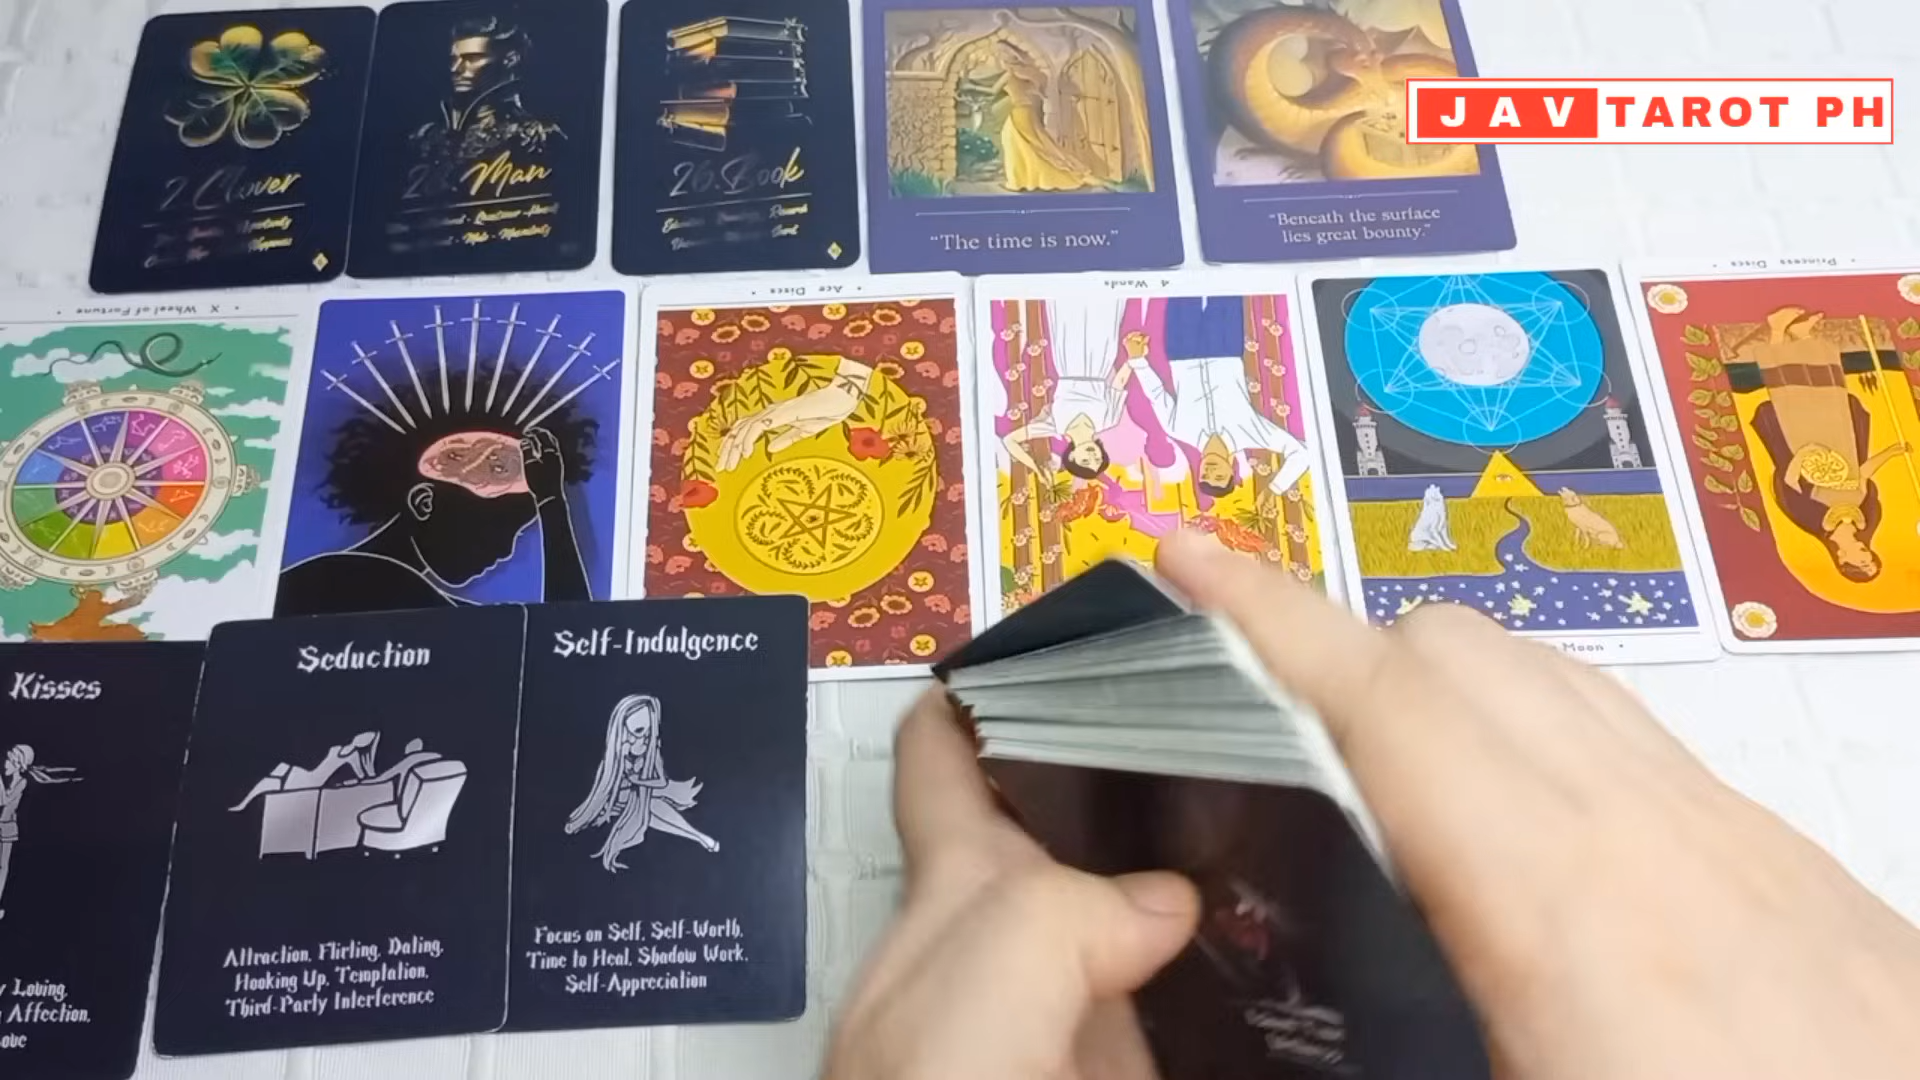 JAV TAROT PH
2 Clover
Man
26. Book
"The time is now."
"Beneath the surface
lies great bounty."
X Wheel of Fortune
Ace Discs
4 Wands
Moon
Princess Discs
Kisses
Loving,
Affection,
Seduction
Attraction, Flirting, Dating,
Hooking Up, Temptation,
Third-Party Interference
Self-Indulgence
Focus on Self, Self-Worth,
Time to Heal, Shadow Work,
Self-Appreciation